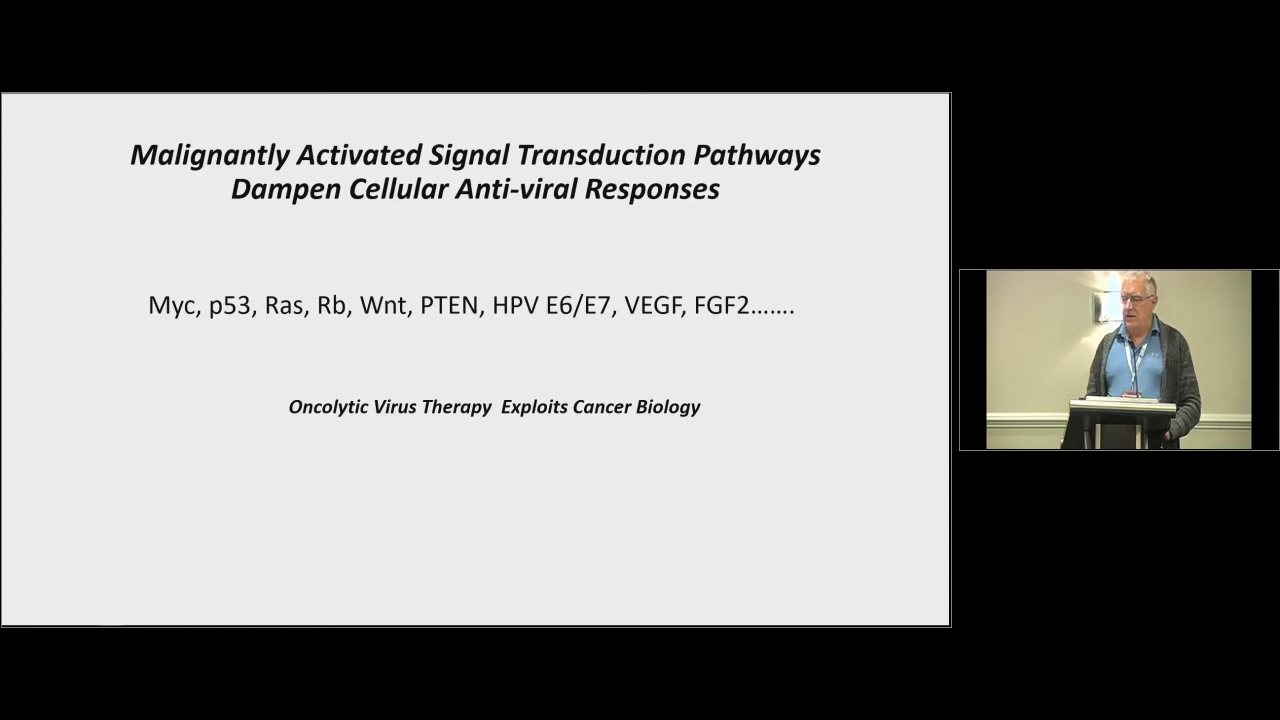 Malignantly Activated Signal Transduction Pathways
Dampen Cellular Anti-viral Responses
Myc, p53, Ras, Rb, Wnt, PTEN, HPV E6/E7, VEGF, FGF2.......
Oncolytic Virus Therapy Exploits Cancer Biology